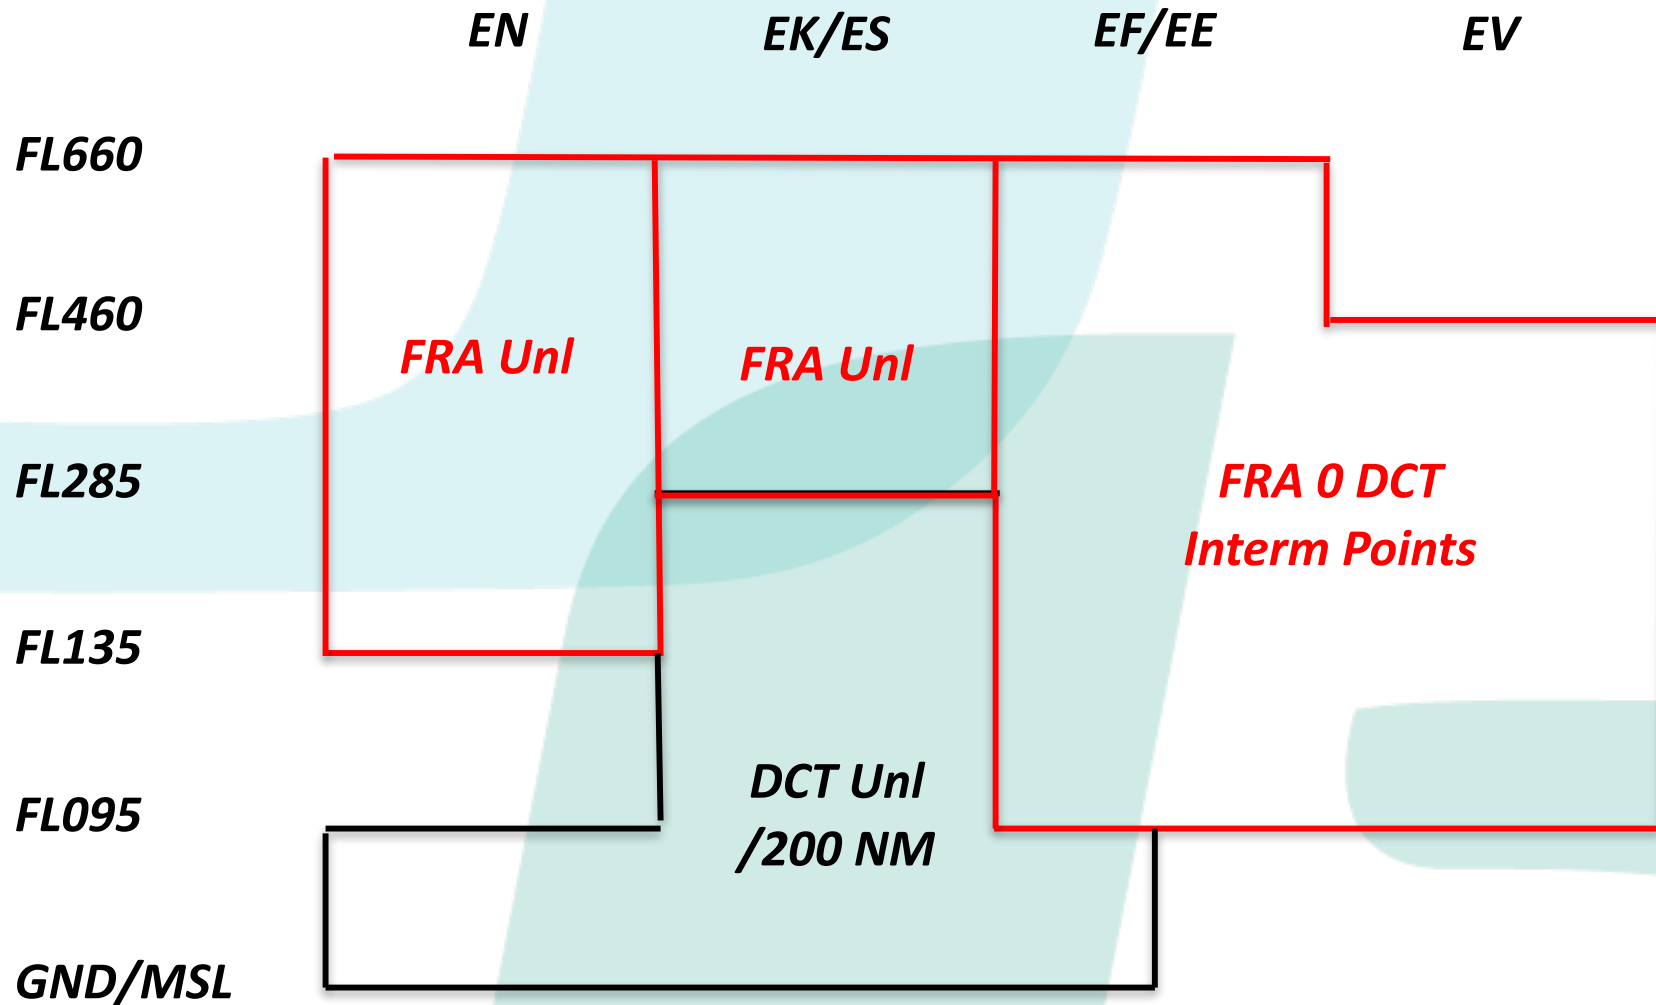 EN EK/ES EF/EE EV
FL660
FL460
FRA Unl FRA Unl
FL285
FRA 0 DCT
Interm Points
FL135
DCT Unl
FL095
/200 NM
GND/MSL